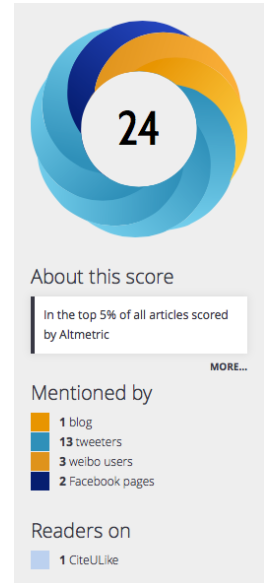 24
About this score
In the top 5% of all articles scored
by Altmetric
MORE...
Mentioned by
1 blog
13 tweeters
3 weibo users
2 Facebook pages
Readers on
1 CiteULike